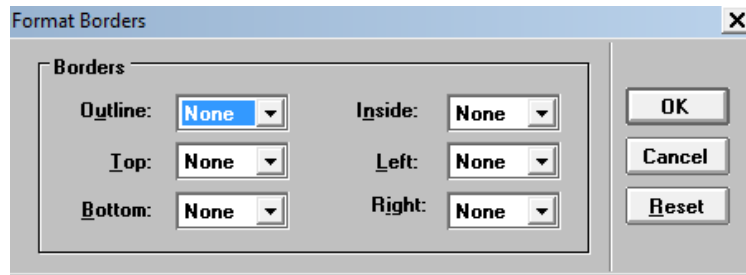 Format Borders
Borders
Outline: None Inside: None OK
Top: None Left: None Cancel
Bottom: None Right: None Reset